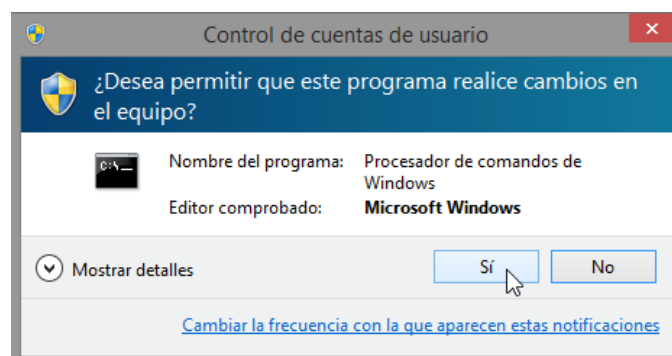 Control de cuentas de usuario
¿Desea permitir que este programa realice cambios en
el equipo?
C:\
Nombre del programa: Procesador de comandos de
Windows
Editor comprobado: Microsoft Windows
Mostrar detalles
Sí No
Cambiar la frecuencia con la que aparecen estas notificaciones